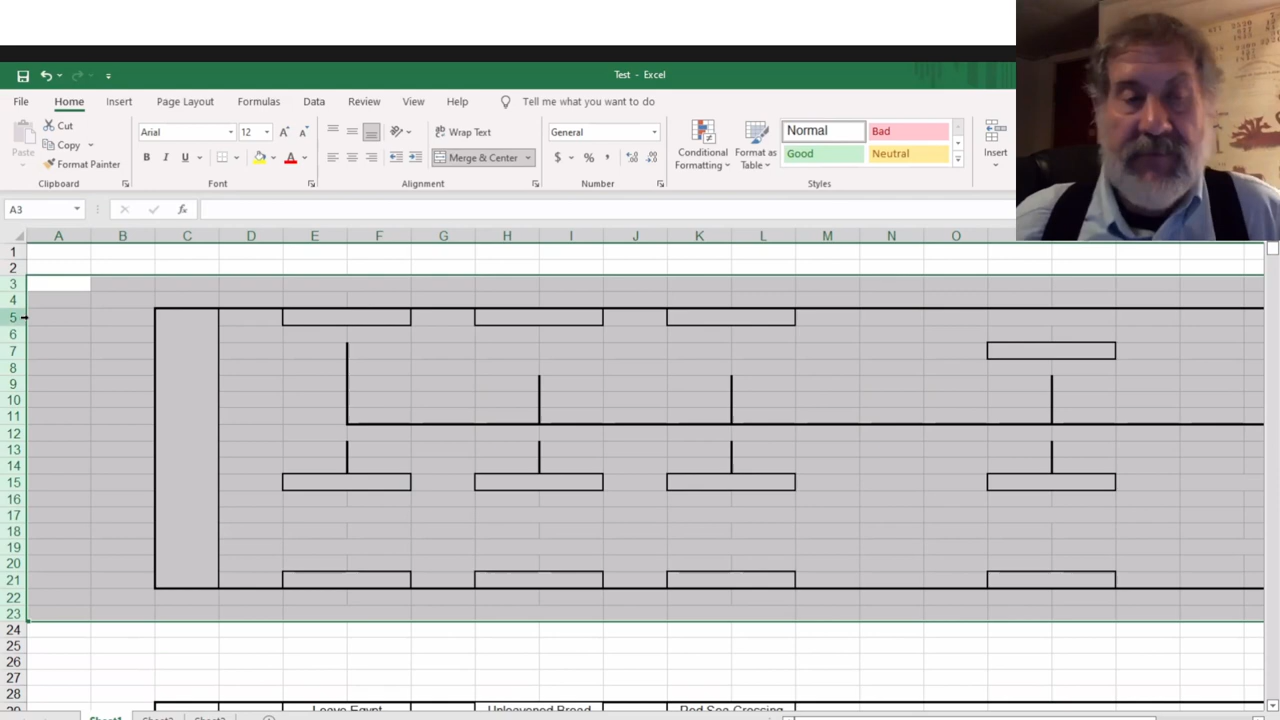 Test - Excel
File Home Insert Page Layout Formulas Data Review View Help Tell me what you want to do
Paste
Cut
Copy
Format Painter
Clipboard
Arial 12
B I U
Font
Wrap Text
Merge & Center
Alignment
General
$ % ,
Number
Conditional Formatting
Format as Table
Normal Bad
Good Neutral
Styles
Insert
A3
fx
A B C D E F G H I J K L M N O
1
2
3
4
5
6
7
8
9
10
11
12
13
14
15
16
17
18
19
20
21
22
23
24
25
26
27
28
29 Leave Egypt Unleavened Bread Red Sea Crossing
Sheet1 Sheet2 Sheet3